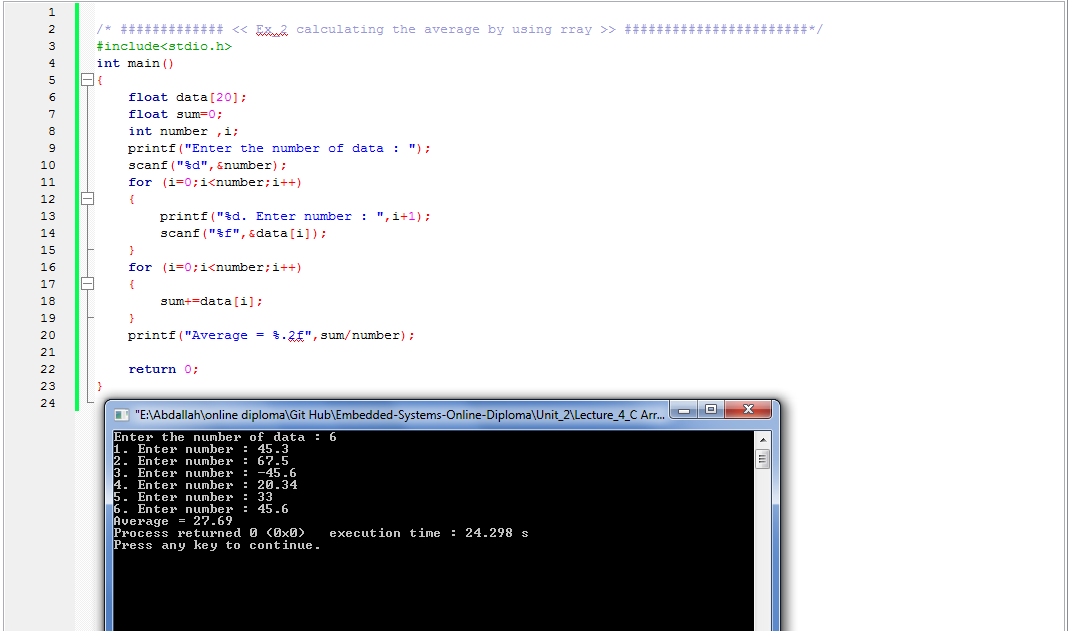 1
2 /* ############# << Ex_2 calculating the average by using rray >> #######################*/
3 #include<stdio.h>
4 int main()
5 {
6 float data[20];
7 float sum=0;
8 int number ,i;
9 printf("Enter the number of data : ");
10 scanf("%d",&number);
11 for (i=0;i<number;i++)
12 {
13 printf("%d. Enter number : ",i+1);
14 scanf("%f",&data[i]);
15 }
16 for (i=0;i<number;i++)
17 {
18 sum+=data[i];
19 }
20 printf("Average = %.2f",sum/number);
21
22 return 0;
23 }
24
"E:\Abdallah\online diploma\Git Hub\Embedded-Systems-Online-Diploma\Unit_2\Lecture_4_C Arr...
Enter the number of data : 6
1. Enter number : 45.3
2. Enter number : 67.5
3. Enter number : -45.6
4. Enter number : 20.34
5. Enter number : 33
6. Enter number : 45.6
Average = 27.69
Process returned 0 (0x0) execution time : 24.298 s
Press any key to continue.